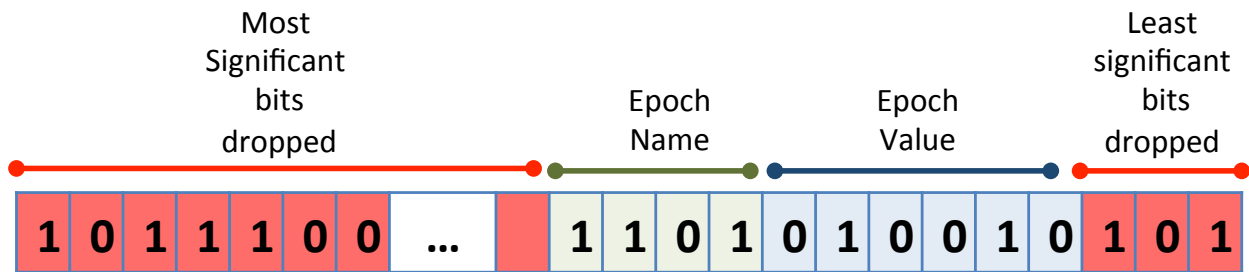 Most
Significant
bits
dropped
Epoch
Name
Epoch
Value
Least
significant
bits
dropped
1 0 1 1 1 0 0 ... 1 1 0 1 0 1 0 0 1 0 1 0 1